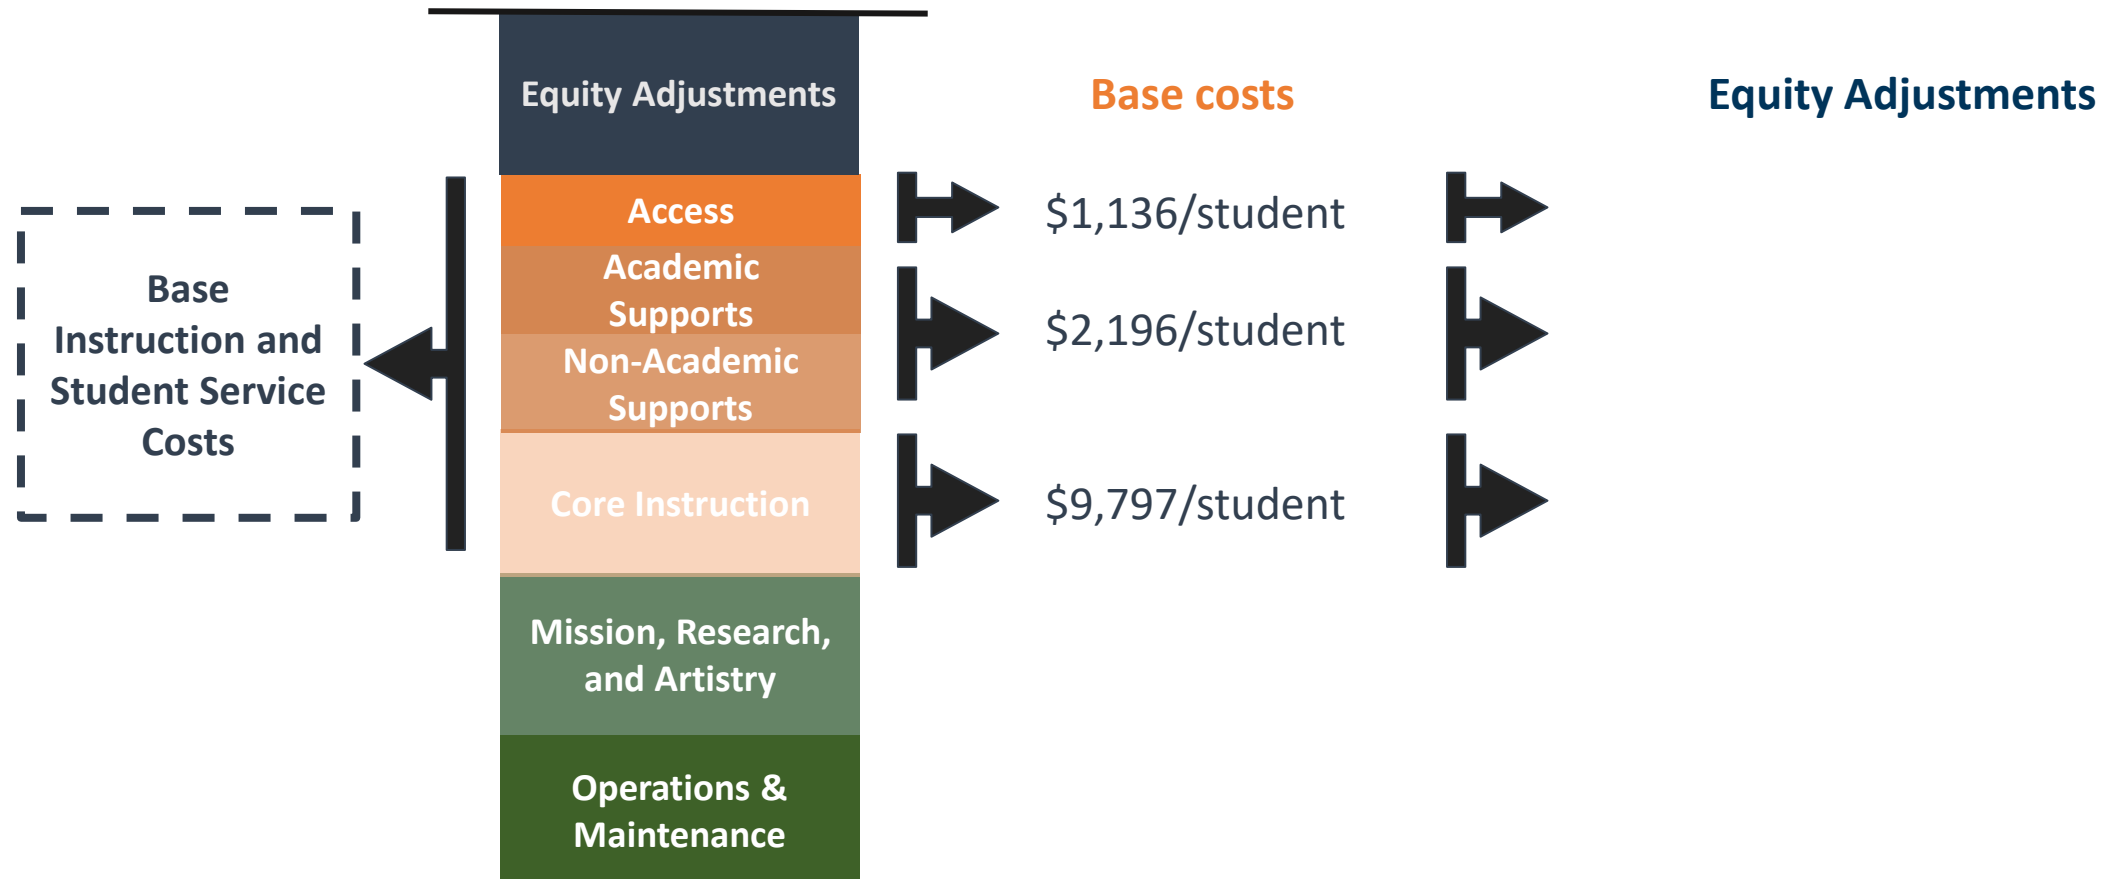 Equity Adjustments
Base costs
Equity Adjustments
Base
Instruction and
Student Service
Costs
Access
Academic
Supports
Non-Academic
Supports
Core Instruction
Mission, Research,
and Artistry
Operations &
Maintenance
$1,136/student
$2,196/student
$9,797/student